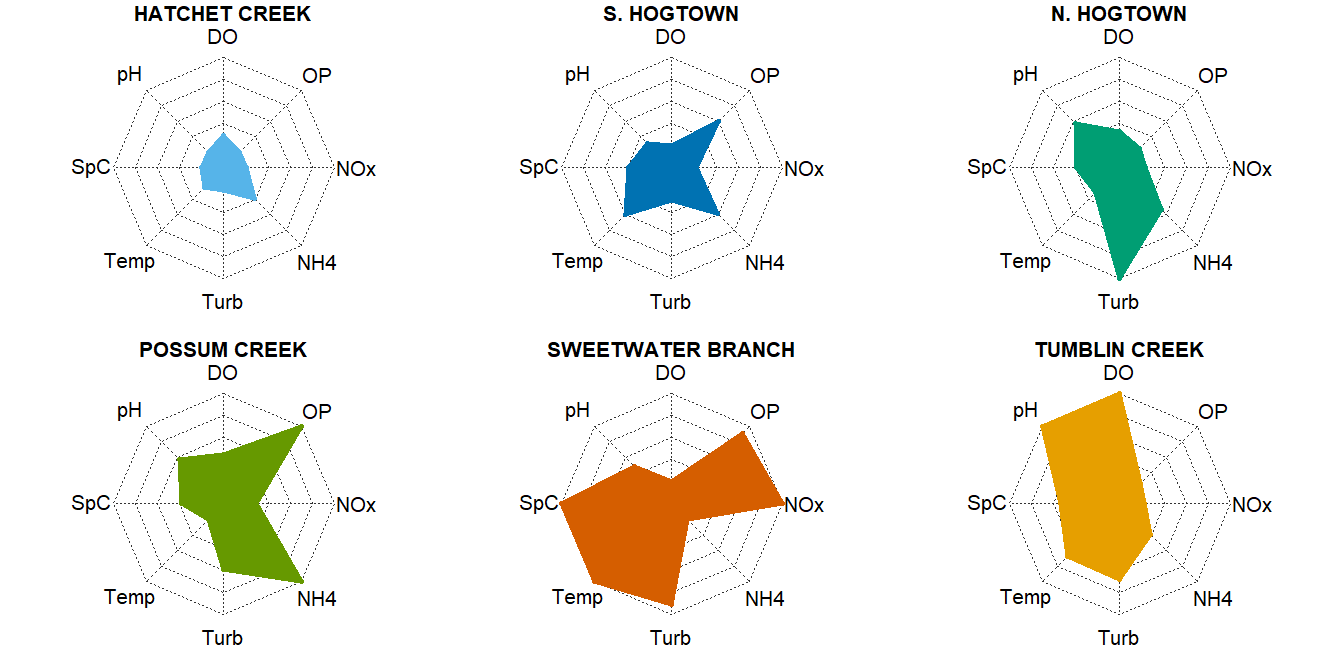 HATCHET CREEK
DO
pH
OP
SpC
NOx
Temp
NH4
Turb
S. HOGTOWN
DO
pH
OP
SpC
NOx
Temp
NH4
Turb
N. HOGTOWN
DO
pH
OP
SpC
NOx
Temp
NH4
Turb
POSSUM CREEK
DO
pH
OP
SpC
NOx
Temp
NH4
Turb
SWEETWATER BRANCH
DO
pH
OP
SpC
NOx
Temp
NH4
Turb
TUMBLIN CREEK
DO
pH
OP
SpC
NOx
Temp
NH4
Turb